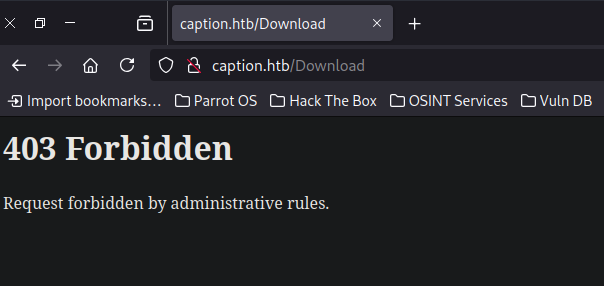 caption.htb/Download
caption.htb/Download
Import bookmarks… Parrot OS Hack The Box OSINT Services Vuln DB
403 Forbidden
Request forbidden by administrative rules.